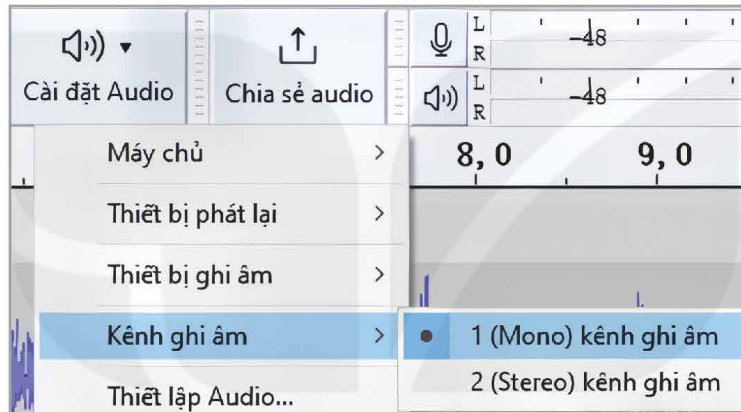 Cài đặt Audio
Chia sẻ audio
L
R
-48
L
R
-48
8,0
9,0
Máy chủ
Thiết bị phát lại
Thiết bị ghi âm
Kênh ghi âm
Thiết lập Audio...
1 (Mono) kênh ghi âm
2 (Stereo) kênh ghi âm